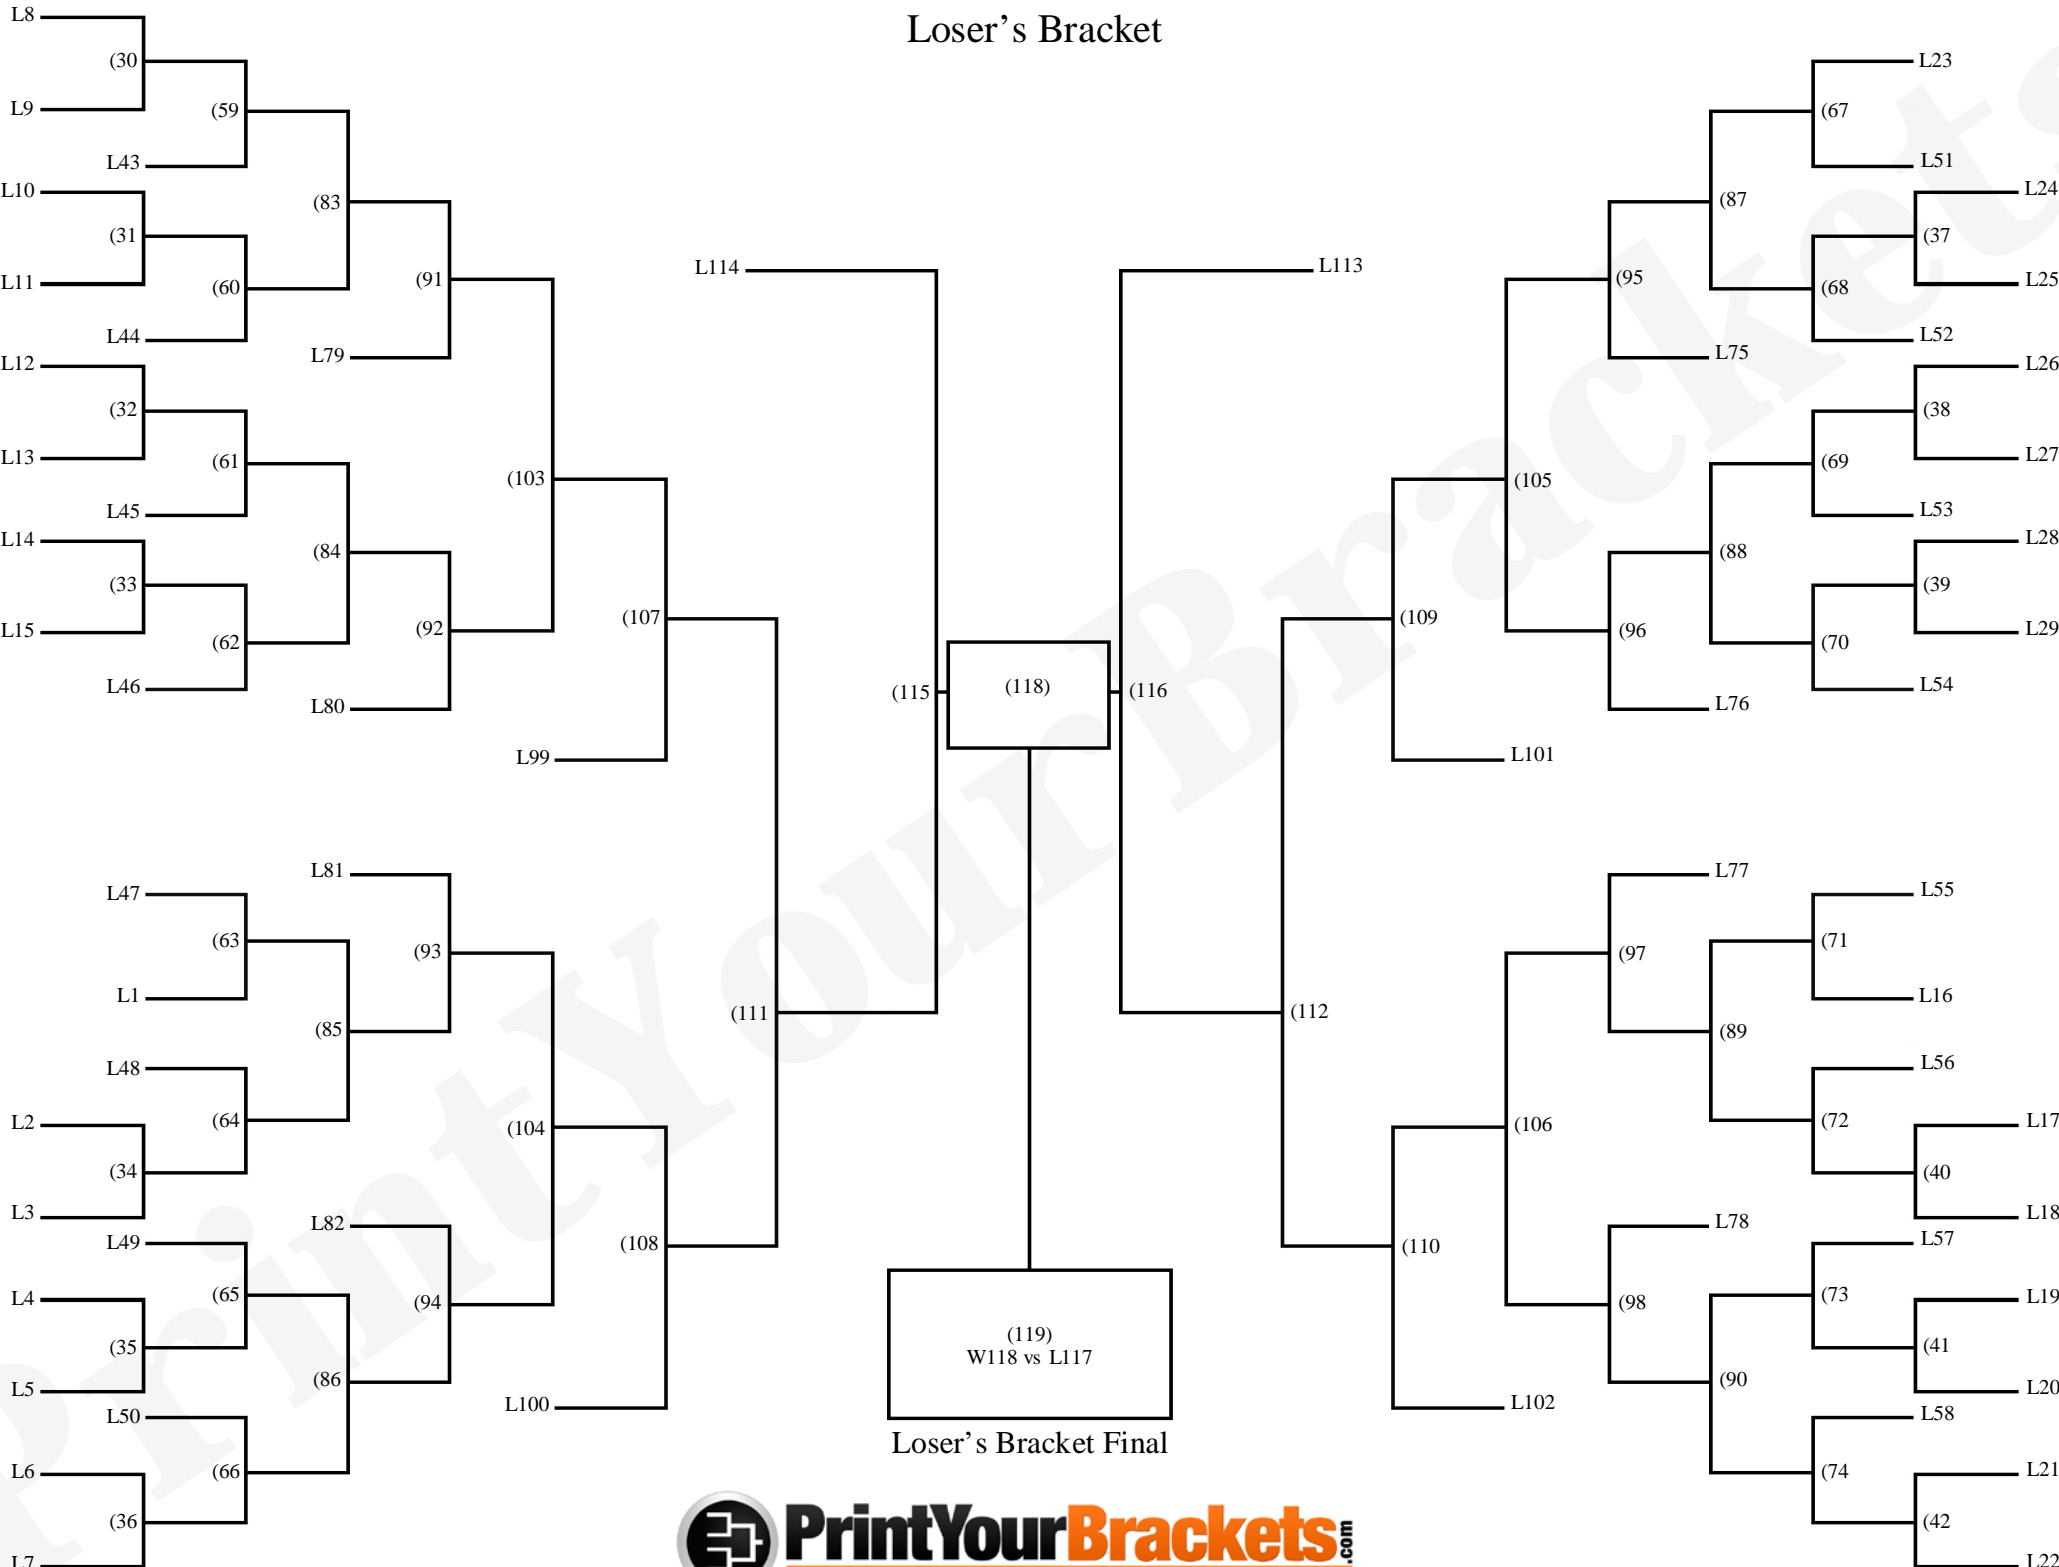 Loser's Bracket
L8
(30
L9
(59
L43
L10
(83
(31
L11
(60
(91
L44
L79
L12
(32
L13
(61
(103
L45
L14
(84
(33
L15
(62
(92
(107
L46
L80
L99
L114
(115
(118)
L81
L47
(63
(93
L1
(111
(85
L48
L2
(64
(104
(34
L3
L82
L49
(108
L4
(65
(94
(35
L5
(86
L50
L100
L6
(66
(36
L7
L113
(116
L23
(67
L51
L24
(87
(37
L25
(95
(68
L52
L75
L26
(38
L27
(69
(105
L53
L28
(88
(39
L29
(109
(96
(70
L54
L76
L101
L77
L55
(71
(97
L16
(112
(89
L56
L17
(72
(106
(40
L18
L78
L57
(110
L19
(73
(98
(41
L20
(90
L58
L102
L21
(74
(42
L22
(119)
W118 vs L117
Loser's Bracket Final
PrintYourBrackets.com
PrintYourBrackets